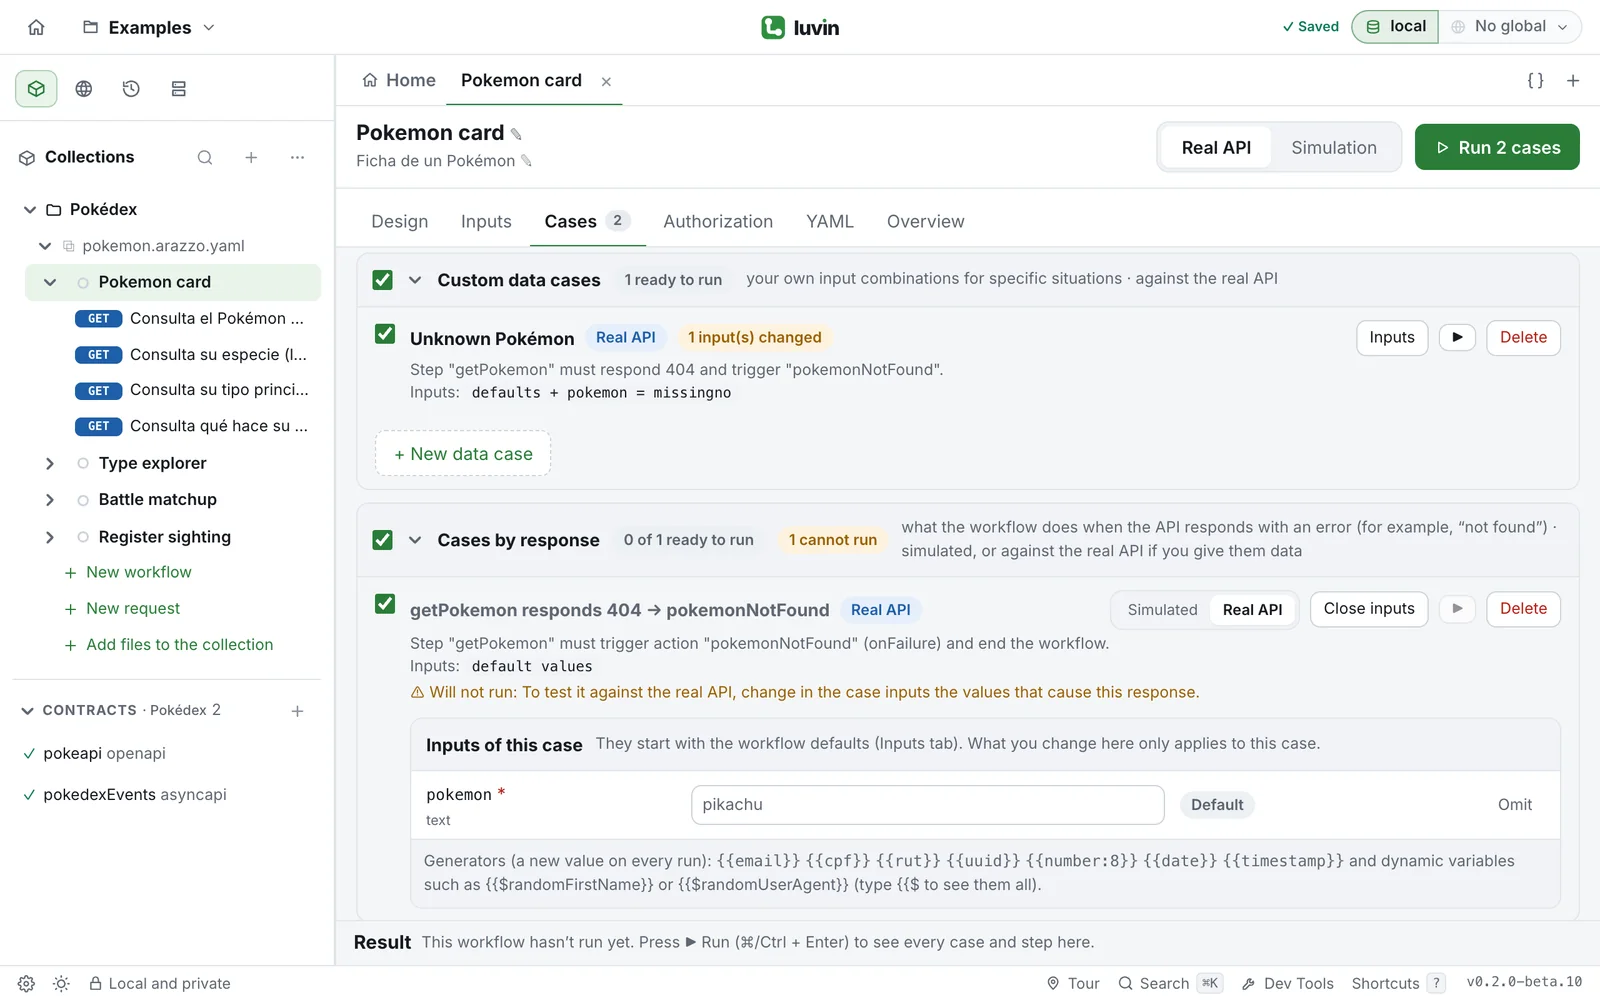 Examples
luvin
Saved
local
No global
Home
Pokemon card
{}
Pokemon card
Ficha de un Pokémon
Real API
Simulation
Run 2 cases
Collections
Design
Inputs
Cases 2
Authorization
YAML
Overview
Pokédex
pokemon.arazzo.yaml
Pokemon card
GET Consulta el Pokémon ...
GET Consulta su especie (l...
GET Consulta su tipo princi...
GET Consulta qué hace su ...
Type explorer
Battle matchup
Register sighting
+ New workflow
+ New request
+ Add files to the collection
CONTRACTS · Pokédex 2
pokeapi openapi
pokedexEvents asyncapi
Custom data cases 1 ready to run your own input combinations for specific situations · against the real API
Unknown Pokémon Real API 1 input(s) changed
Inputs
Delete
Step "getPokemon" must respond 404 and trigger "pokemonNotFound".
Inputs: defaults + pokemon = missingno
+ New data case
Cases by response 0 of 1 ready to run 1 cannot run
what the workflow does when the API responds with an error (for example, “not found”) ·
simulated, or against the real API if you give them data
getPokemon responds 404 → pokemonNotFound Real API
Simulated
Real API
Close inputs
Delete
Step "getPokemon" must trigger action "pokemonNotFound" (onFailure) and end the workflow.
Inputs: default values
Will not run: To test it against the real API, change in the case inputs the values that cause this response.
Inputs of this case They start with the workflow defaults (Inputs tab). What you change here only applies to this case.
pokemon *
text
pikachu
Default
Omit
Generators (a new value on every run): {{email}} {{cpf}} {{rut}} {{uuid}} {{number:8}} {{date}} {{timestamp}} and dynamic variables
such as {{$randomFirstName}} or {{$randomUserAgent}} (type {{$ to see them all).
Result This workflow hasn’t run yet. Press ▶ Run (⌘/Ctrl + Enter) to see every case and step here.
Local and private
Tour
Search ⌘K
Dev Tools
Shortcuts ?
v0.2.0-beta.10